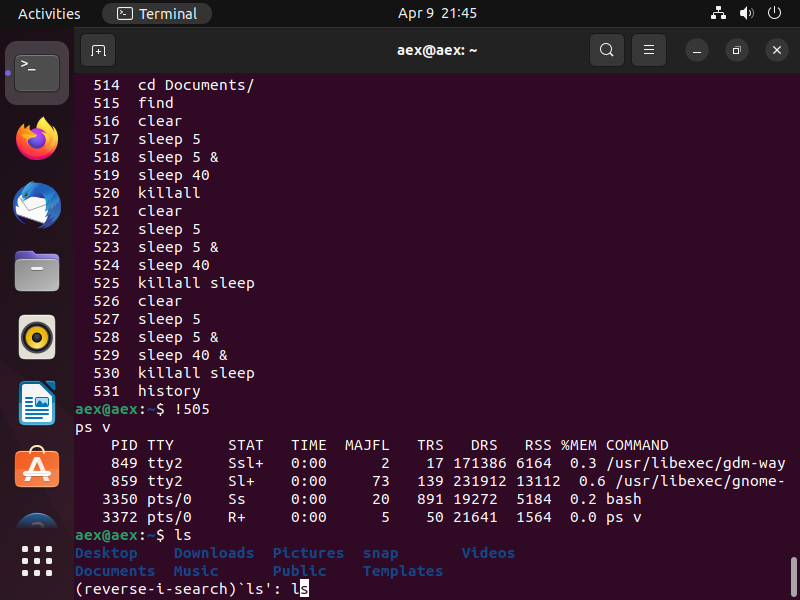 Activities Terminal Apr 9 21:45
aex@aex: ~
514 cd Documents/
515 find
516 clear
517 sleep 5
518 sleep 5 &
519 sleep 40
520 killall
521 clear
522 sleep 5
523 sleep 5 &
524 sleep 40
525 killall sleep
526 clear
527 sleep 5
528 sleep 5 &
529 sleep 40 &
530 killall sleep
531 history
aex@aex:~$ !505
ps v
PID TTY STAT TIME MAJFL TRS DRS RSS %MEM COMMAND
849 tty2 Ssl+ 0:00 2 17 171386 6164 0.3 /usr/libexec/gdm-way
859 tty2 Sl+ 0:00 73 139 231912 13112 0.6 /usr/libexec/gnome-
3350 pts/0 Ss 0:00 20 891 19272 5184 0.2 bash
3372 pts/0 R+ 0:00 5 50 21641 1564 0.0 ps v
aex@aex:~$ ls
Desktop Downloads Pictures snap Videos
Documents Music Public Templates
(reverse-i-search)`ls': ls